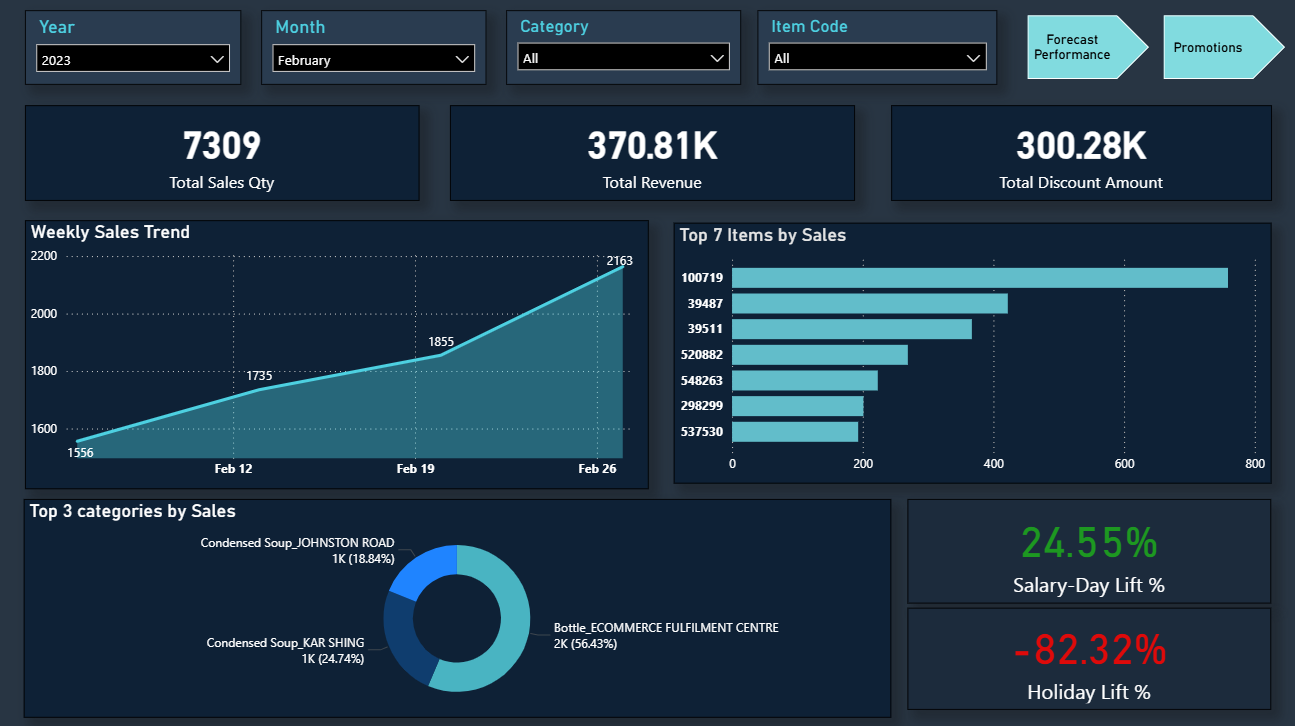 Year
Month
Category
Item Code
2023
February
All
All
Forecast
Performance
Promotions
7309
Total Sales Qty
370.81K
Total Revenue
300.28K
Total Discount Amount
Weekly Sales Trend
2200
2000
1800
1600
1556
1735
1855
2163
Feb 12
Feb 19
Feb 26
Top 7 Items by Sales
100719
39487
39511
520882
548263
298299
537530
0
200
400
600
800
Top 3 categories by Sales
Condensed Soup_JOHNSTON ROAD
1K (18.84%)
Condensed Soup_KAR SHING
1K (24.74%)
Bottle_ECOMMERCE FULFILMENT CENTRE
2K (56.43%)
24.55%
Salary-Day Lift %
-82.32%
Holiday Lift %